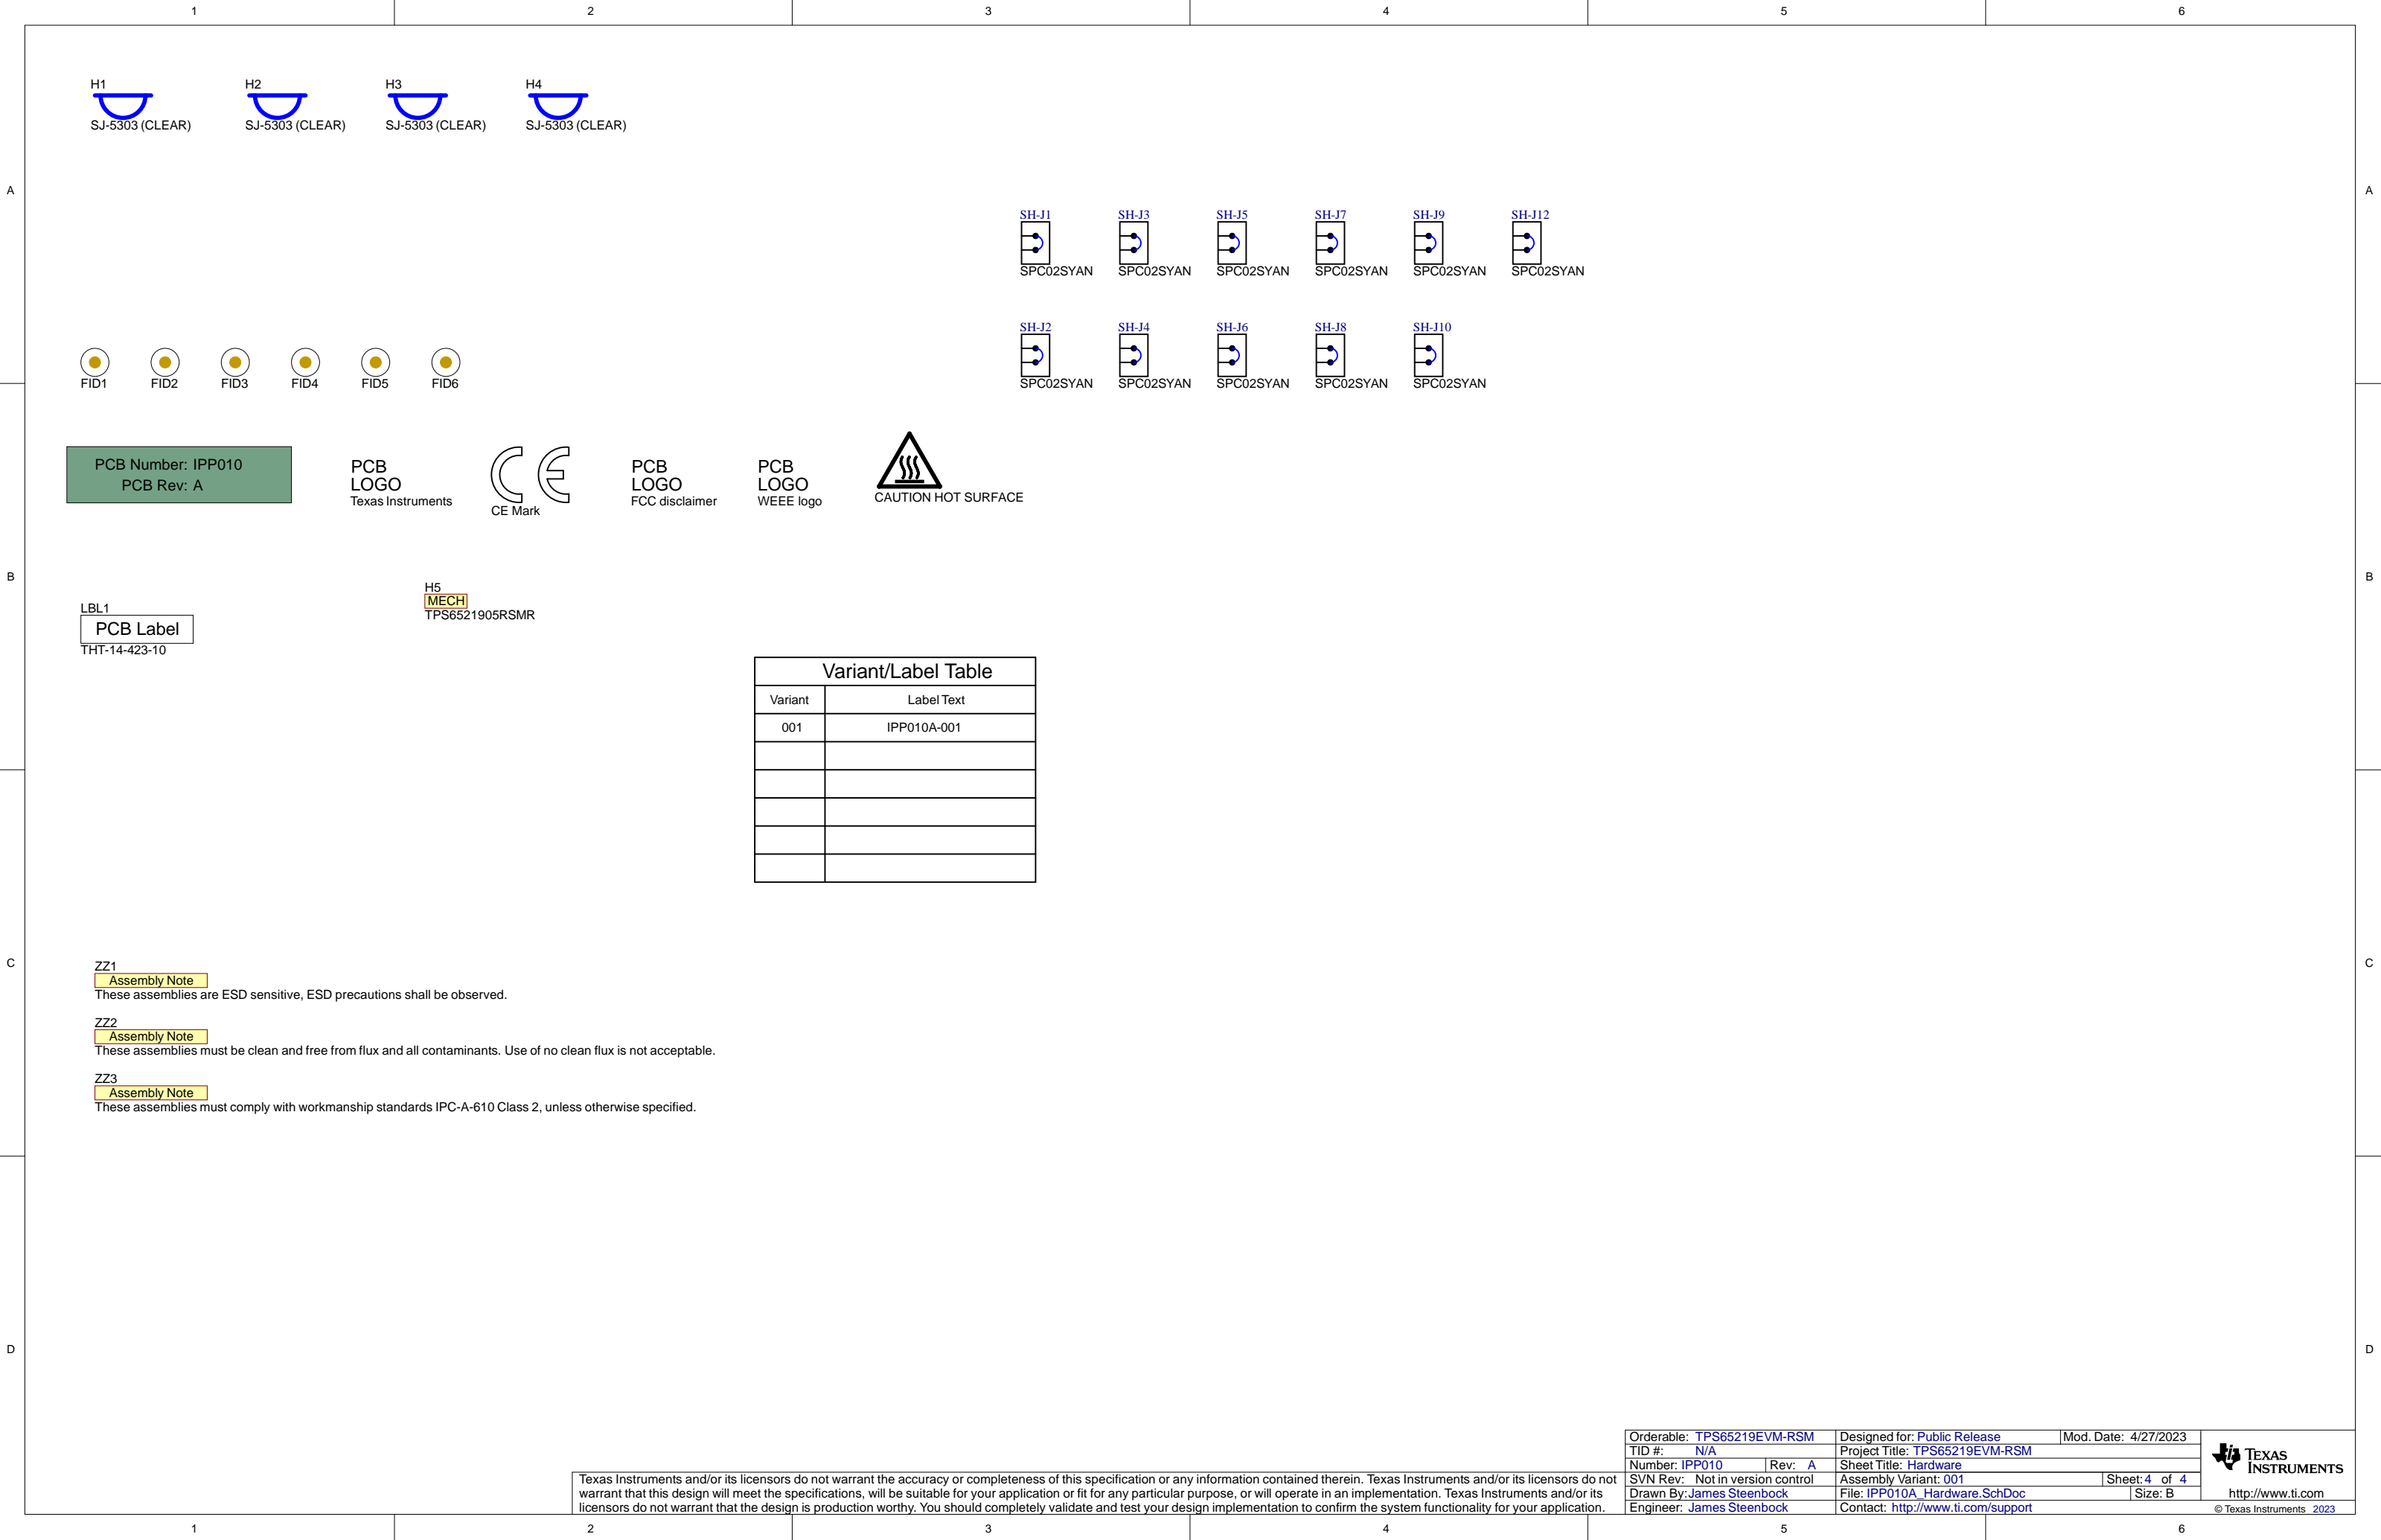 1 2 3 4 5 6
H1 H2 H3 H4
SJ-5303 (CLEAR) SJ-5303 (CLEAR) SJ-5303 (CLEAR) SJ-5303 (CLEAR)
A A
SH-J1 SH-J3 SH-J5 SH-J7 SH-J9 SH-J12
SPC02SYAN SPC02SYAN SPC02SYAN SPC02SYAN SPC02SYAN SPC02SYAN
SH-J2 SH-J4 SH-J6 SH-J8 SH-J10
SPC02SYAN SPC02SYAN SPC02SYAN SPC02SYAN SPC02SYAN
FID1 FID2 FID3 FID4 FID5 FID6
PCB Number: IPP010
PCB Rev: A
PCB
LOGO
Texas Instruments
CE Mark
PCB
LOGO
FCC disclaimer
PCB
LOGO
WEEE logo
CAUTION HOT SURFACE
B B
LBL1
PCB Label
THT-14-423-10
H5
MECH
TPS6521905RSMR
Variant/Label Table
Variant Label Text
001 IPP010A-001
C C
ZZ1
Assembly Note
These assemblies are ESD sensitive, ESD precautions shall be observed.
ZZ2
Assembly Note
These assemblies must be clean and free from flux and all contaminants. Use of no clean flux is not acceptable.
ZZ3
Assembly Note
These assemblies must comply with workmanship standards IPC-A-610 Class 2, unless otherwise specified.
D D
Texas Instruments and/or its licensors do not warrant the accuracy or completeness of this specification or any information contained therein. Texas Instruments and/or its licensors do not
warrant that this design will meet the specifications, will be suitable for your application or fit for any particular purpose, or will operate in an implementation. Texas Instruments and/or its
licensors do not warrant that the design is production worthy. You should completely validate and test your design implementation to confirm the system functionality for your application.
Orderable: TPS65219EVM-RSM Designed for: Public Release Mod. Date: 4/27/2023
TID #: N/A Project Title: TPS65219EVM-RSM
Number: IPP010 Rev: A Sheet Title: Hardware
SVN Rev: Not in version control Assembly Variant: 001 Sheet: 4 of 4
Drawn By: James Steenbock File: IPP010A_Hardware.SchDoc Size: B
Engineer: James Steenbock Contact: http://www.ti.com/support
TEXAS
INSTRUMENTS
http://www.ti.com
© Texas Instruments 2023
1 2 3 4 5 6